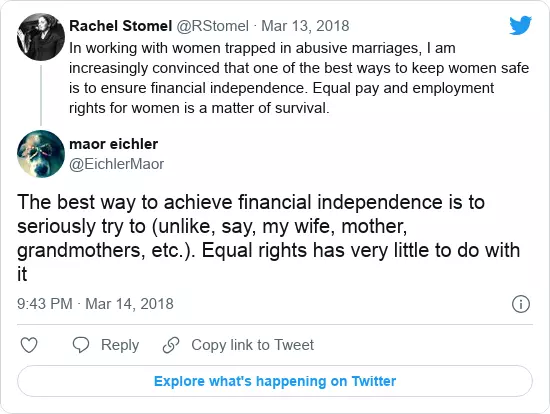 Rachel Stomel @RStomel · Mar 13, 2018
In working with women trapped in abusive marriages, I am
increasingly convinced that one of the best ways to keep women safe
is to ensure financial independence. Equal pay and employment
rights for women is a matter of survival.
maor eichler
@EichlerMaor
The best way to achieve financial independence is to
seriously try to (unlike, say, my wife, mother,
grandmothers, etc.). Equal rights has very little to do with
it
9:43 PM · Mar 14, 2018
Reply
Copy link to Tweet
Explore what's happening on Twitter